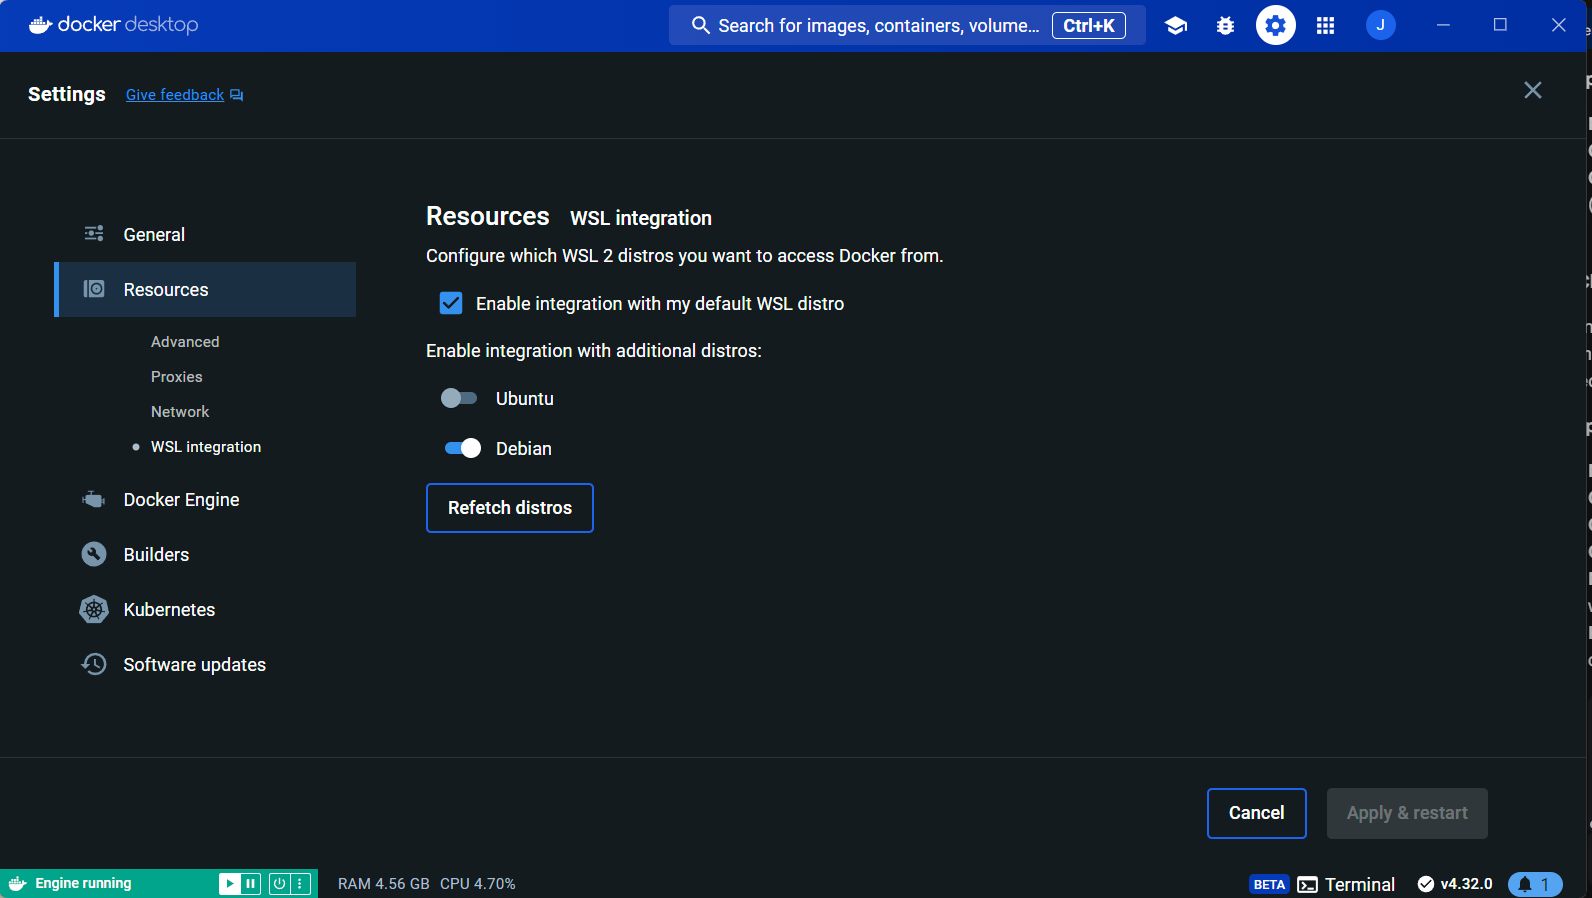 docker desktop
Search for images, containers, volume... Ctrl+K
J
Settings Give feedback
General
Resources
Advanced
Proxies
Network
WSL integration
Docker Engine
Builders
Kubernetes
Software updates
Resources WSL integration
Configure which WSL 2 distros you want to access Docker from.
Enable integration with my default WSL distro
Enable integration with additional distros:
Ubuntu
Debian
Refetch distros
Cancel Apply & restart
Engine running RAM 4.56 GB CPU 4.70% BETA Terminal v4.32.0 1